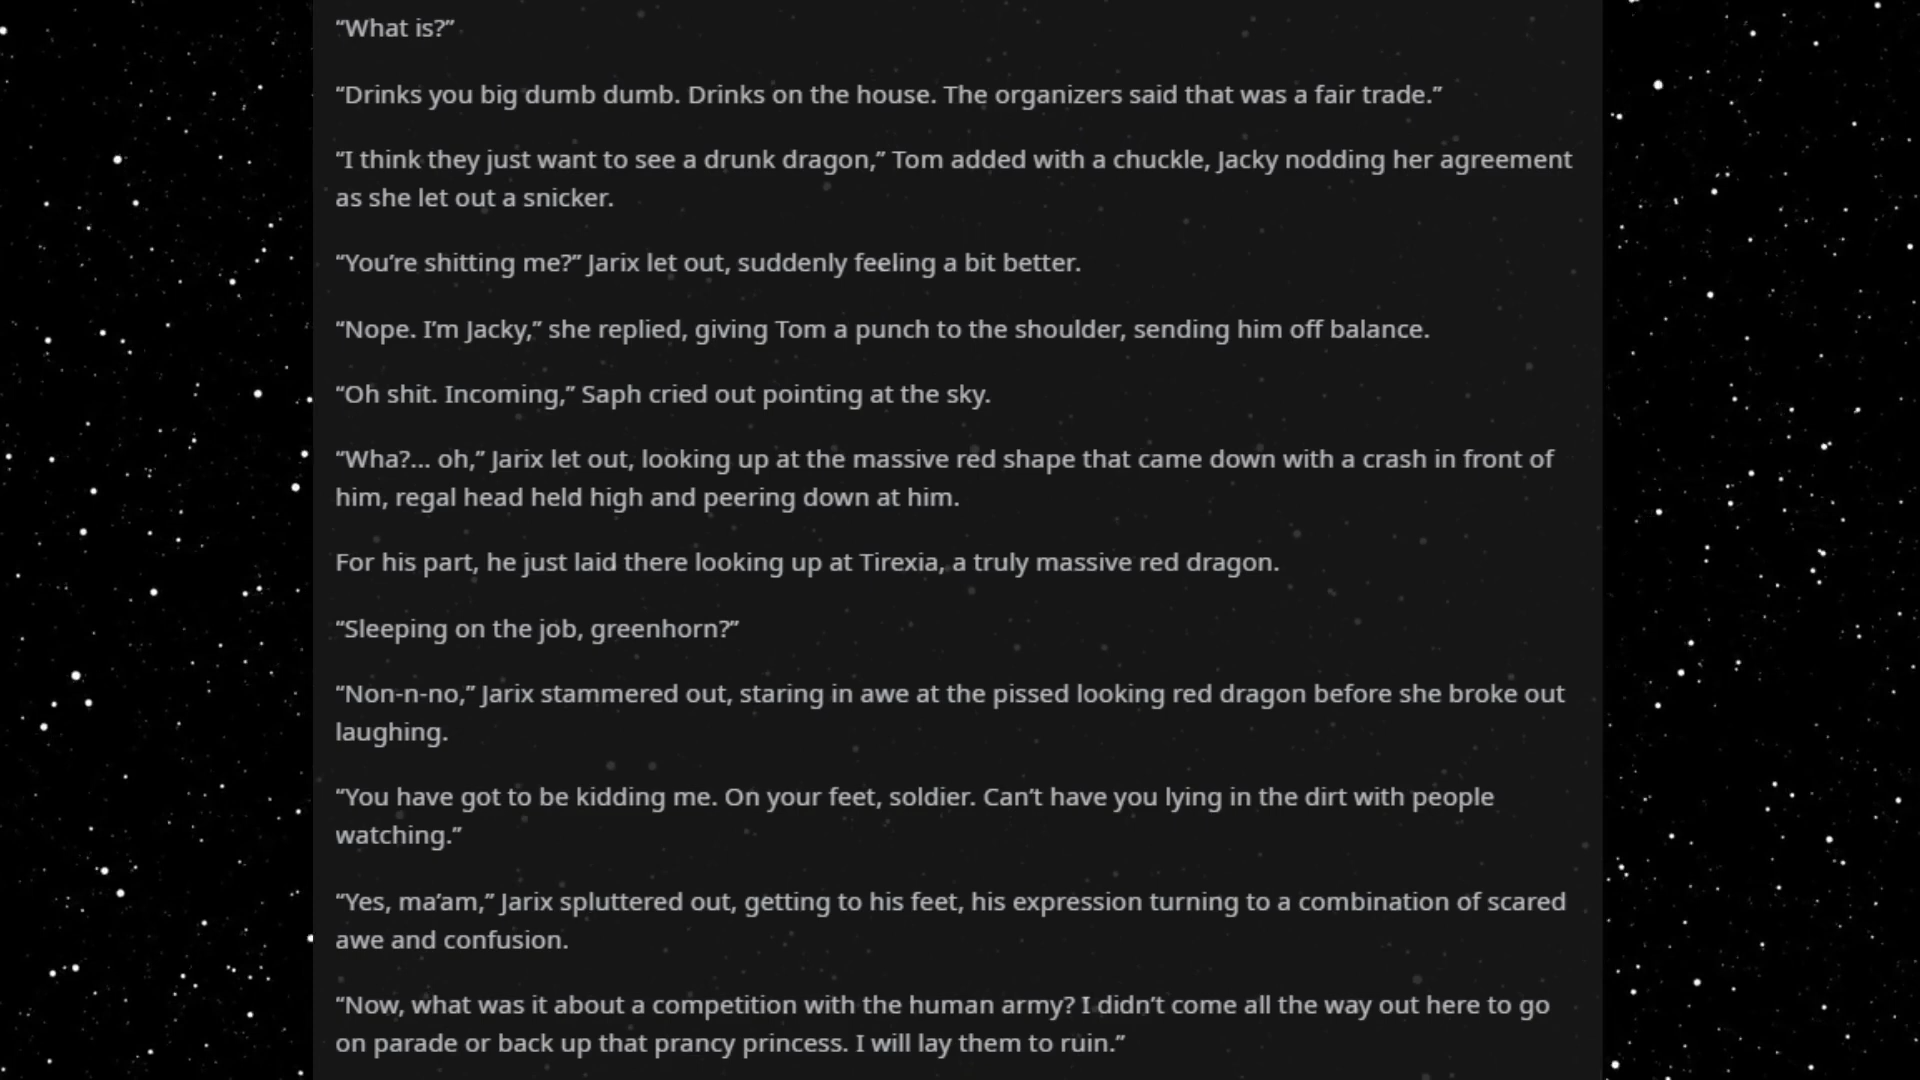 “What is?”
“Drinks you big dumb dumb. Drinks on the house. The organizers said that was a fair trade.”
“I think they just want to see a drunk dragon,” Tom added with a chuckle, Jacky nodding her agreement
as she let out a snicker.
“You’re shitting me?” Jarix let out, suddenly feeling a bit better.
“Nope. I’m Jacky,” she replied, giving Tom a punch to the shoulder, sending him off balance.
“Oh shit. Incoming,” Saph cried out pointing at the sky.
“Wha?... oh,” Jarix let out, looking up at the massive red shape that came down with a crash in front of
him, regal head held high and peering down at him.
For his part, he just laid there looking up at Tirexia, a truly massive red dragon.
“Sleeping on the job, greenhorn?”
“Non-n-no,” Jarix stammered out, staring in awe at the pissed looking red dragon before she broke out
laughing.
“You have got to be kidding me. On your feet, soldier. Can’t have you lying in the dirt with people
watching.”
“Yes, ma’am,” Jarix spluttered out, getting to his feet, his expression turning to a combination of scared
awe and confusion.
“Now, what was it about a competition with the human army? I didn’t come all the way out here to go
on parade or back up that prancy princess. I will lay them to ruin.”